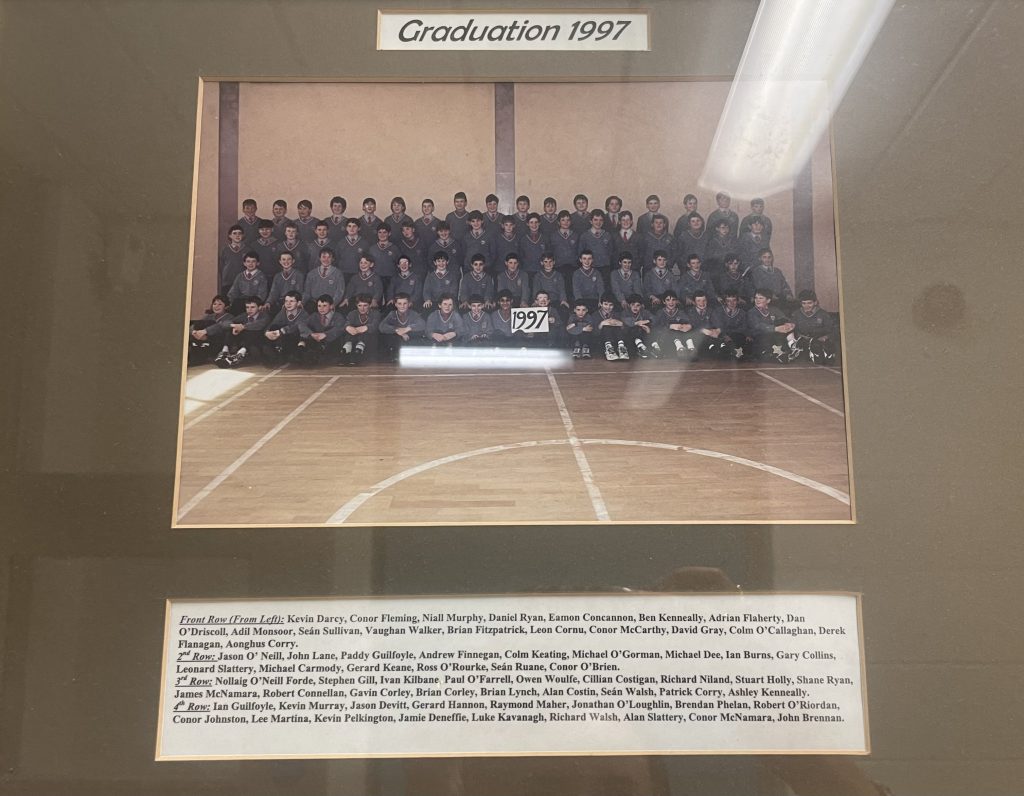 Graduation 1997
1997
Front Row (From Left): Kevin Darcy, Conor Fleming, Niall Murphy, Daniel Ryan, Eamon Concannon, Ben Kenneally, Adrian Flaherty, Dan
O'Driscoll, Adil Monsoor, Seán Sullivan, Vaughan Walker, Brian Fitzpatrick, Leon Cornu, Conor McCarthy, David Gray, Colm O'Callaghan, Derek
Flanagan, Aonghus Corry.
2nd Row: Jason O' Neill, John Lane, Paddy Guilfoyle, Andrew Finnegan, Colm Keating, Michael O'Gorman, Michael Dee, Ian Burns, Gary Collins,
Leonard Slattery, Michael Carmody, Gerard Keane, Ross O'Rourke, Seán Ruane, Conor O'Brien.
3rd Row: Nollaig O'Neill Forde, Stephen Gill, Ivan Kilbane, Paul O'Farrell, Owen Woulfe, Cillian Costigan, Richard Niland, Stuart Holly, Shane Ryan,
James McNamara, Robert Connellan, Gavin Corley, Brian Corley, Brian Lynch, Alan Costin, Seán Walsh, Patrick Corry, Ashley Kenneally.
4th Row: Ian Guilfoyle, Kevin Murray, Jason Devitt, Gerard Hannon, Raymond Maher, Jonathan O'Loughlin, Brendan Phelan, Robert O'Riordan,
Conor Johnston, Lee Martina, Kevin Pelkington, Jamie Deneffie, Luke Kavanagh, Richard Walsh, Alan Slattery, Conor McNamara, John Brennan.